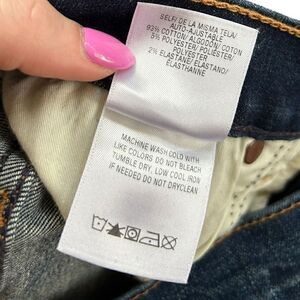 SELF/ DE LA MISMA TELA/
AUTO-AJUSTABLE
93% COTTON/ ALGODÓN/ COTON
5% POLYESTER/ POLIÉSTER/
POLYESTER
2% ELASTANE/ ELASTANO/
ELASTHANNE
MACHINE WASH COLD WITH
LIKE COLORS DO NOT BLEACH
TUMBLE DRY, LOW COOL IRON
IF NEEDED DO NOT DRYCLEAN